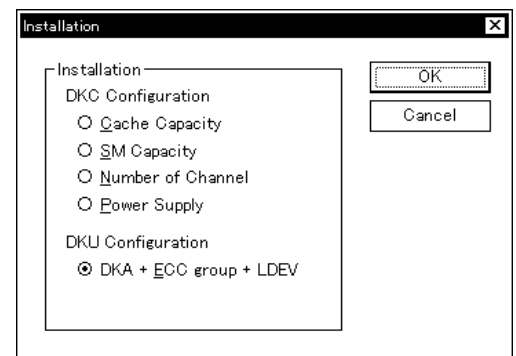 Installation
Installation
DKC Configuration
Cache Capacity
SM Capacity
Number of Channel
Power Supply
DKU Configuration
DKA + ECC group + LDEV
OK
Cancel